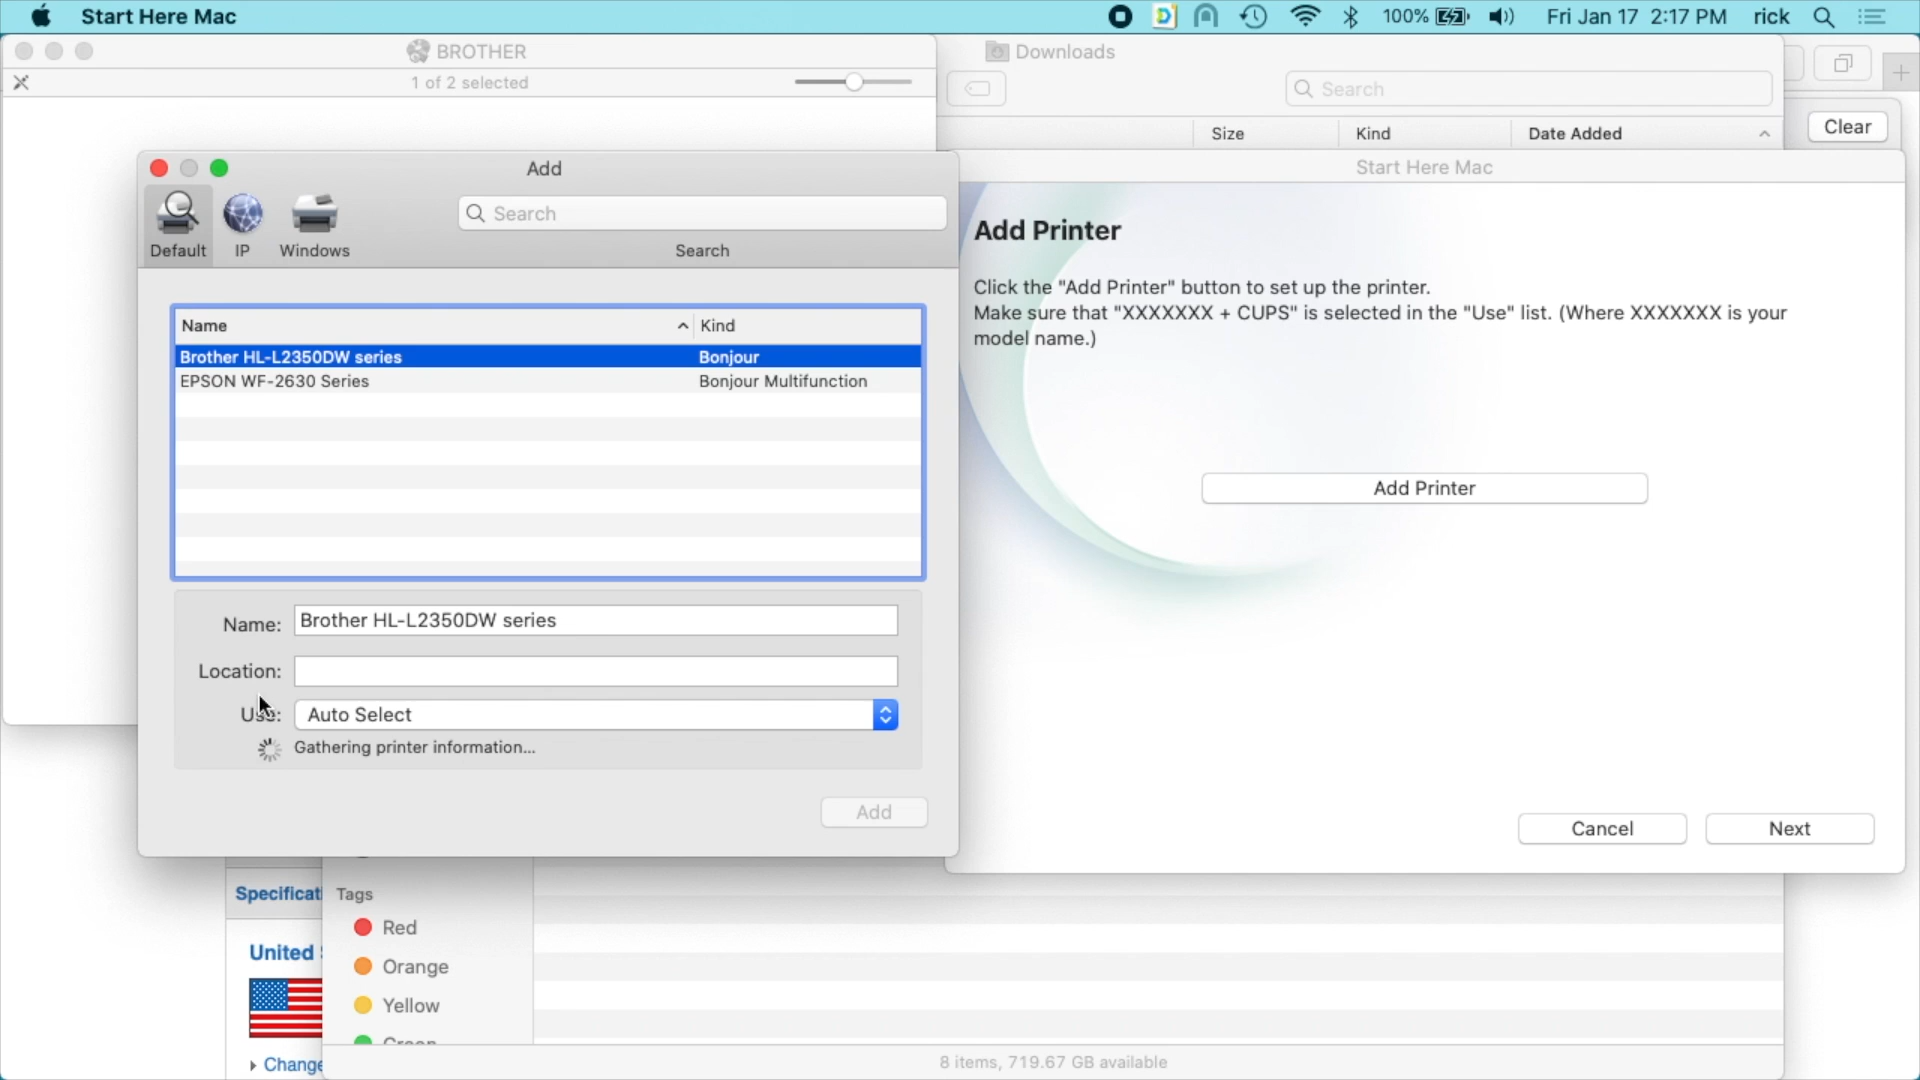 Start Here Mac
100%
Fri Jan 17 2:17 PM
rick
BROTHER
1 of 2 selected
Downloads
Search
Size
Kind
Date Added
Clear
Add
Default
IP
Windows
Search
Search
Name
Kind
Brother HL-L2350DW series
Bonjour
EPSON WF-2630 Series
Bonjour Multifunction
Name:
Brother HL-L2350DW series
Location:
Use:
Auto Select
Gathering printer information...
Add
Start Here Mac
Add Printer
Click the "Add Printer" button to set up the printer.
Make sure that "XXXXXXX + CUPS" is selected in the "Use" list. (Where XXXXXXX is your
model name.)
Add Printer
Cancel
Next
Specificati
United
Change
Tags
Red
Orange
Yellow
Green
8 items, 719.67 GB available